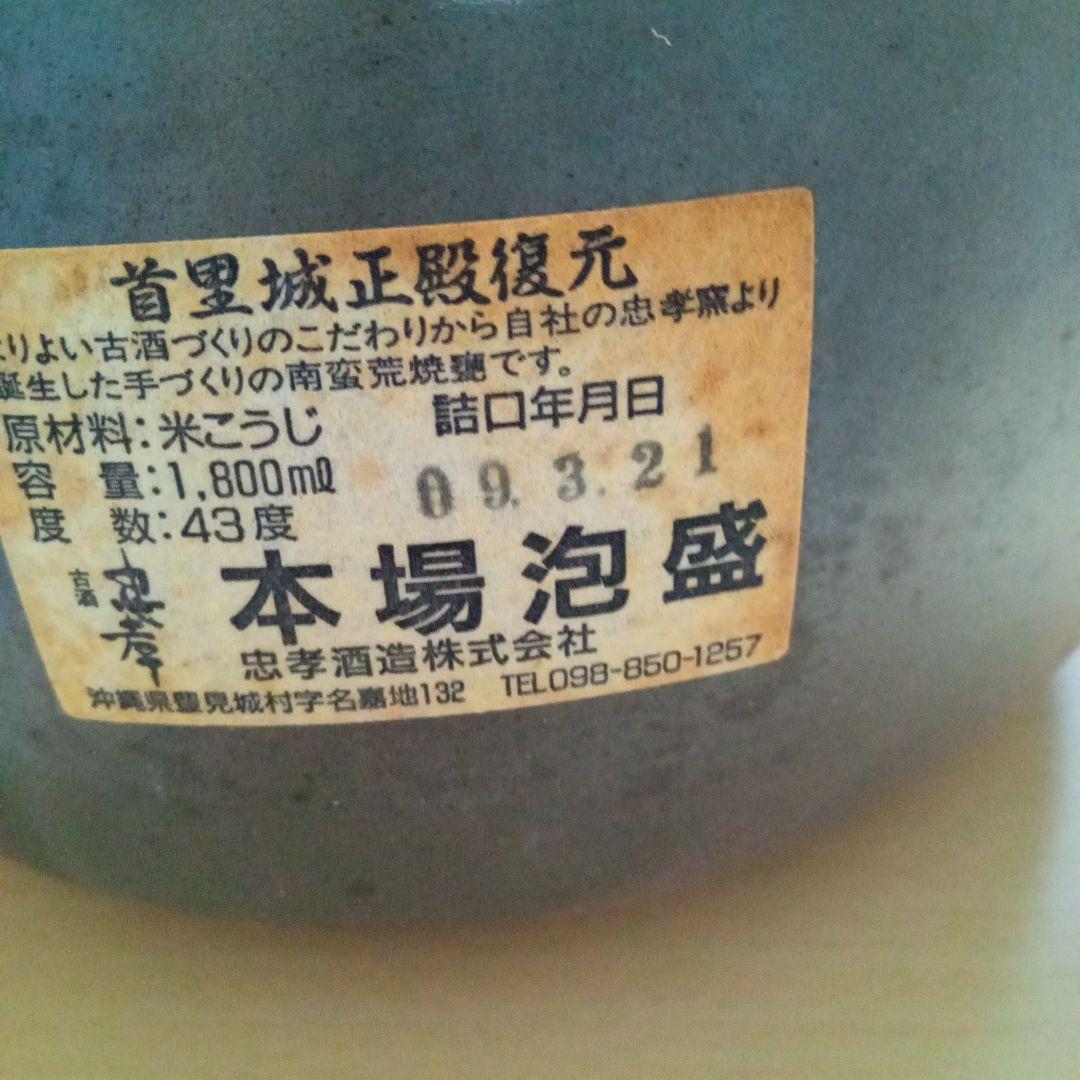 首里城正殿復元
よりよい古酒づくりのこだわりから自社の忠孝窯より
誕生した手づくりの南蛮荒焼甕です。
原材料:米こうじ
詰口年月日
容 量:1,800mℓ
09.3.21
度 数:43度
古酒
忠孝
本場泡盛
忠孝酒造株式会社
沖縄県豊見城村字名嘉地132 TEL098-850-1257